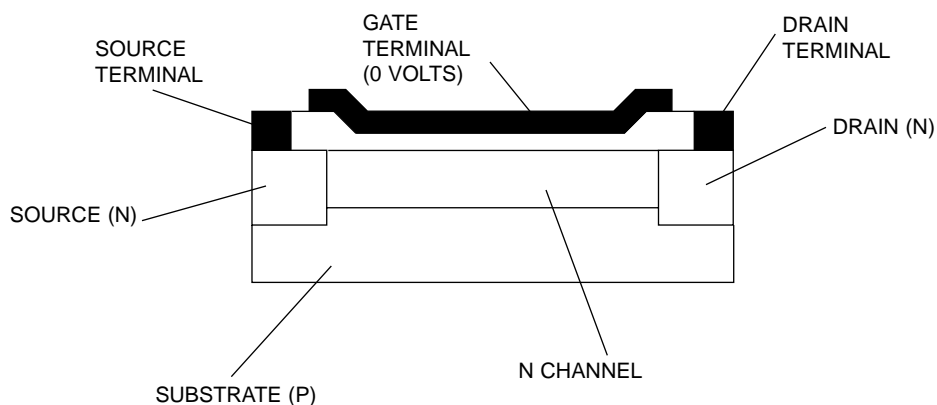 SOURCE
TERMINAL
GATE
TERMINAL
(0 VOLTS)
DRAIN
TERMINAL
DRAIN (N)
SOURCE (N)
N CHANNEL
SUBSTRATE (P)